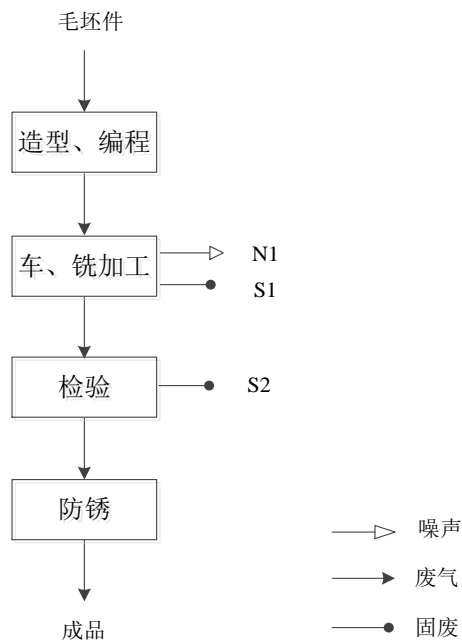 毛坯件
造型、编程
车、铣加工
N1
S1
检验
S2
防锈
成品
噪声
废气
固废